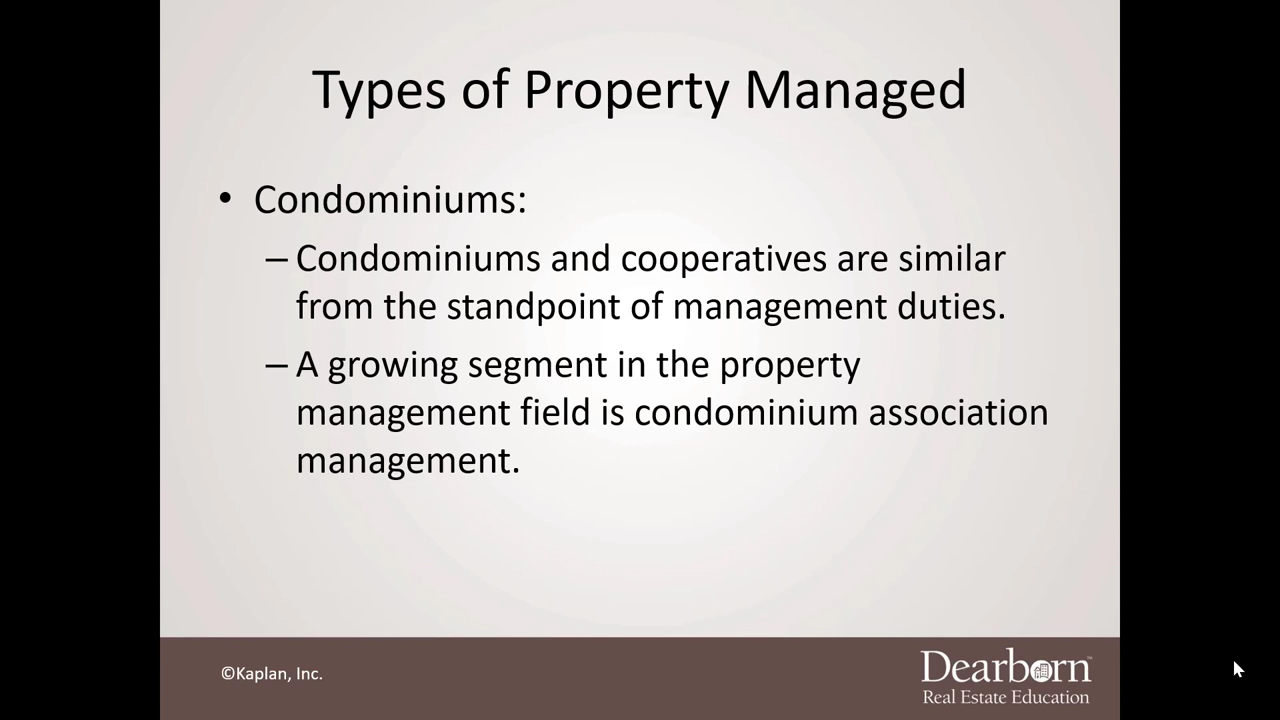 Types of Property Managed
• Condominiums:
– Condominiums and cooperatives are similar
from the standpoint of management duties.
– A growing segment in the property
management field is condominium association
management.
©Kaplan, Inc.
Dearborn™
Real Estate Education